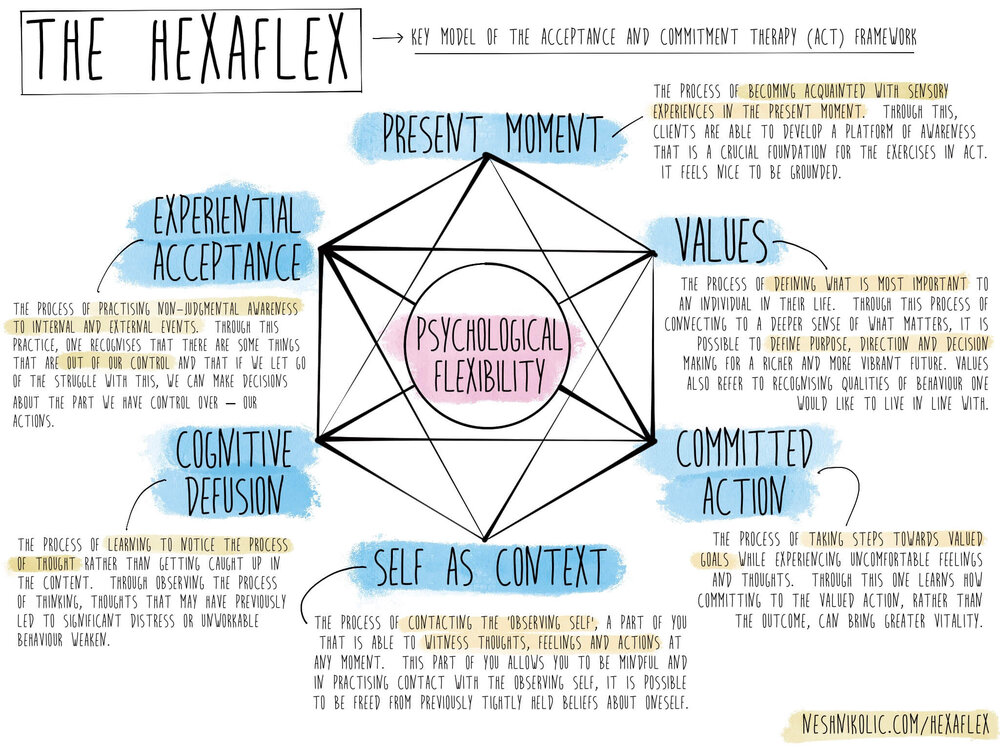 THE HEXAFLEX
KEY MODEL OF THE ACCEPTANCE AND COMMITMENT THERAPY (ACT) FRAMEWORK
PRESENT MOMENT
THE PROCESS OF BECOMING ACQUAINTED WITH SENSORY
EXPERIENCES IN THE PRESENT MOMENT. THROUGH THIS,
CLIENTS ARE ABLE TO DEVELOP A PLATFORM OF AWARENESS
THAT IS A CRUCIAL FOUNDATION FOR THE EXERCISES IN ACT.
IT FEELS NICE TO BE GROUNDED.
EXPERIENTIAL
ACCEPTANCE
THE PROCESS OF PRACTISING NON-JUDGMENTAL AWARENESS
TO INTERNAL AND EXTERNAL EVENTS. THROUGH THIS
PRACTICE, ONE RECOGNISES THAT THERE ARE SOME THINGS
THAT ARE OUT OF OUR CONTROL AND THAT IF WE LET GO
OF THE STRUGGLE WITH THIS, WE CAN MAKE DECISIONS
ABOUT THE PART WE HAVE CONTROL OVER – OUR
ACTIONS.
VALUES
THE PROCESS OF DEFINING WHAT IS MOST IMPORTANT TO
AN INDIVIDUAL IN THEIR LIFE. THROUGH THIS PROCESS OF
CONNECTING TO A DEEPER SENSE OF WHAT MATTERS, IT IS
POSSIBLE TO DEFINE PURPOSE, DIRECTION AND DECISION
MAKING FOR A RICHER AND MORE VIBRANT FUTURE. VALUES
ALSO REFER TO RECOGNISING QUALITIES OF BEHAVIOUR ONE
WOULD LIKE TO LIVE IN LINE WITH.
PSYCHOLOGICAL
FLEXIBILITY
COGNITIVE
DEFUSION
THE PROCESS OF LEARNING TO NOTICE THE PROCESS
OF THOUGHT RATHER THAN GETTING CAUGHT UP IN
THE CONTENT. THROUGH OBSERVING THE PROCESS
OF THINKING, THOUGHTS THAT MAY HAVE PREVIOUSLY
LED TO SIGNIFICANT DISTRESS OR UNWORKABLE
BEHAVIOUR WEAKEN.
COMMITTED
ACTION
THE PROCESS OF TAKING STEPS TOWARDS VALUED
GOALS WHILE EXPERIENCING UNCOMFORTABLE FEELINGS
AND THOUGHTS. THROUGH THIS ONE LEARNS HOW
COMMITTING TO THE VALUED ACTION, RATHER THAN
THE OUTCOME, CAN BRING GREATER VITALITY.
SELF AS CONTEXT
THE PROCESS OF CONTACTING THE 'OBSERVING SELF', A PART OF YOU
THAT IS ABLE TO WITNESS THOUGHTS, FEELINGS AND ACTIONS AT
ANY MOMENT. THIS PART OF YOU ALLOWS YOU TO BE MINDFUL AND
IN PRACTISING CONTACT WITH THE OBSERVING SELF, IT IS POSSIBLE
TO BE FREED FROM PREVIOUSLY TIGHTLY HELD BELIEFS ABOUT ONESELF.
NESHNIKOLIC.COM/HEXAFLEX